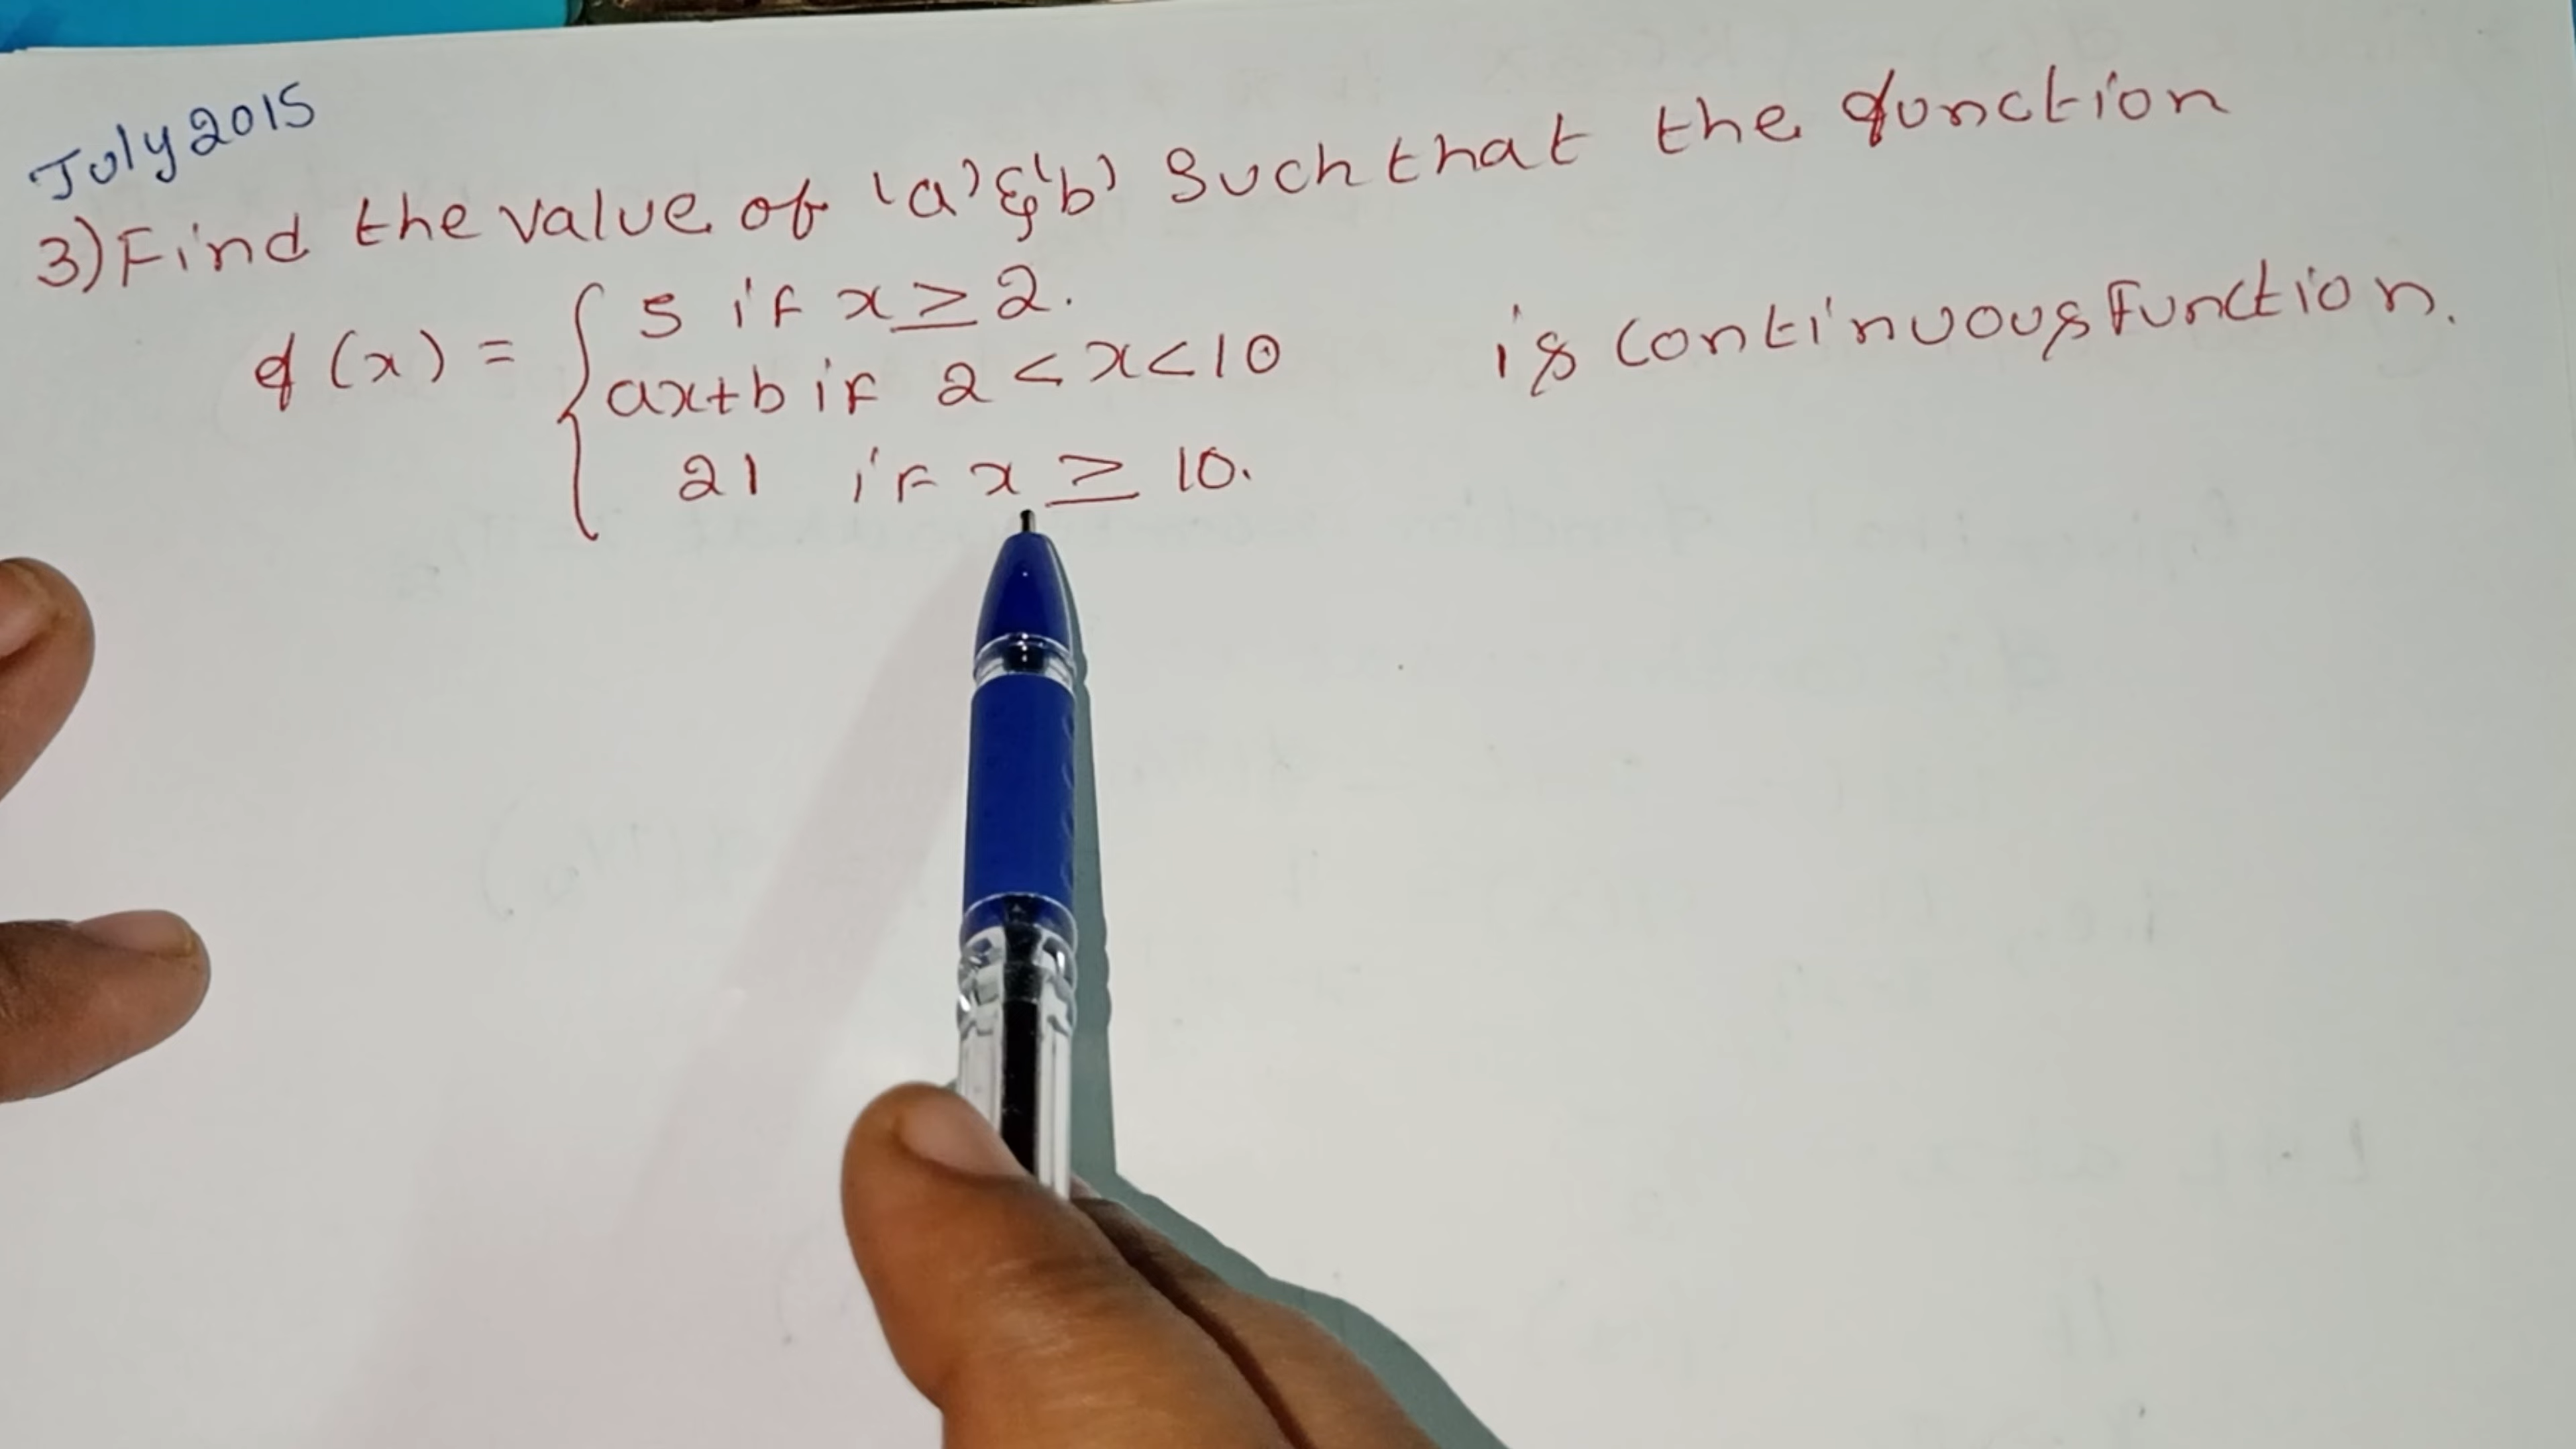 July 2015
3) Find the value of 'a' & 'b' Such that the function
f(x) = { 5 if x ≥ 2. is continuous Function.
ax+b if 2 < x < 10
21 if x ≥ 10.